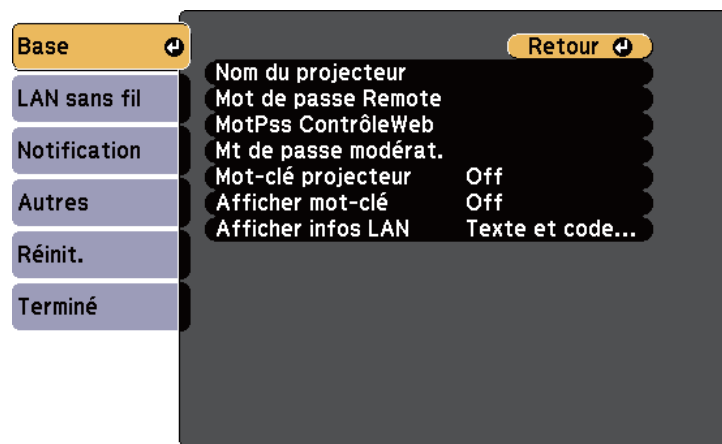 Base
LAN sans fil
Notification
Autres
Réinit.
Terminé
Retour
Nom du projecteur
Mot de passe Remote
MotPss ContrôleWeb
Mt de passe modérat.
Mot-clé projecteur Off
Afficher mot-clé Off
Afficher infos LAN Texte et code...